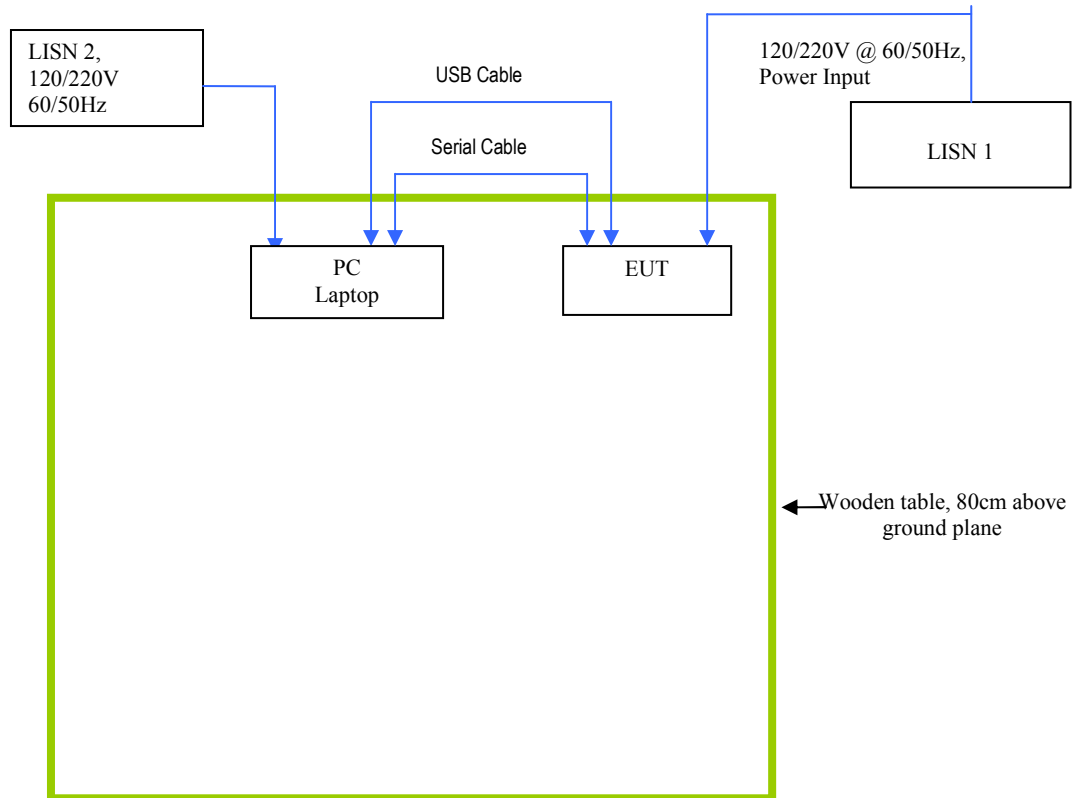 LISN 2,
120/220V
60/50Hz
USB Cable
Serial Cable
120/220V @ 60/50Hz,
Power Input
LISN 1
PC
Laptop
EUT
Wooden table, 80cm above
ground plane